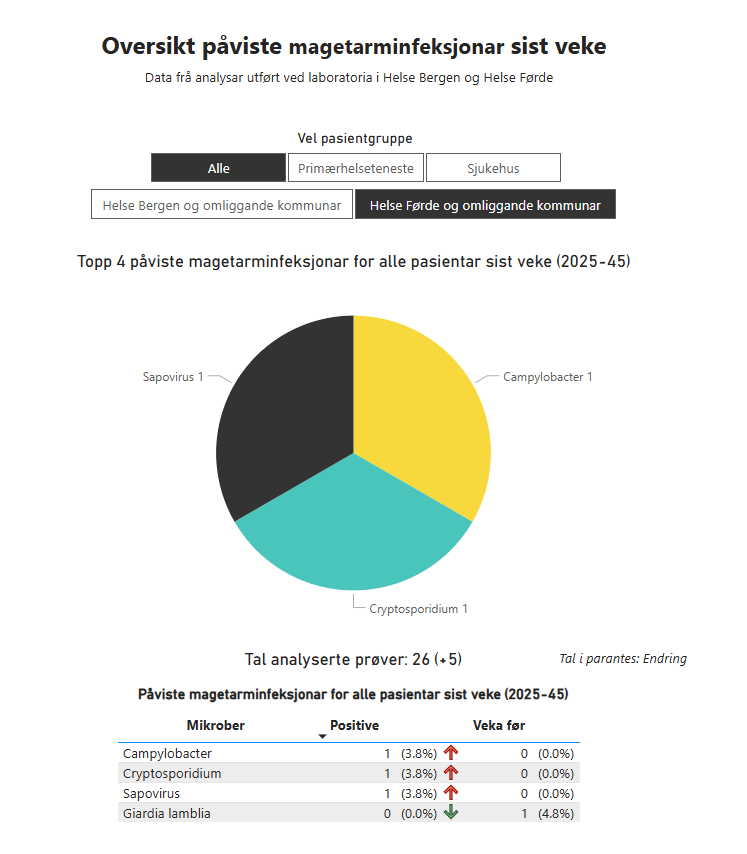 Oversikt påviste magetarminfeksjonar sist veke
Data frå analysar utført ved laboratoria i Helse Bergen og Helse Førde
Vel pasientgruppe
Alle Primærhelseteneste Sjukehus
Helse Bergen og omliggande kommunar Helse Førde og omliggande kommunar
Topp 4 påviste magetarminfeksjonar for alle pasientar sist veke (2025-45)
Sapovirus 1 Campylobacter 1
Cryptosporidium 1
Tal analyserte prøver: 26 (+5) Tal i parantes: Endring
Påviste magetarminfeksjonar for alle pasientar sist veke (2025-45)
Mikrober Positive Veka før
Campylobacter 1 (3.8%) 0 (0.0%)
Cryptosporidium 1 (3.8%) 0 (0.0%)
Sapovirus 1 (3.8%) 0 (0.0%)
Giardia lamblia 0 (0.0%) 1 (4.8%)